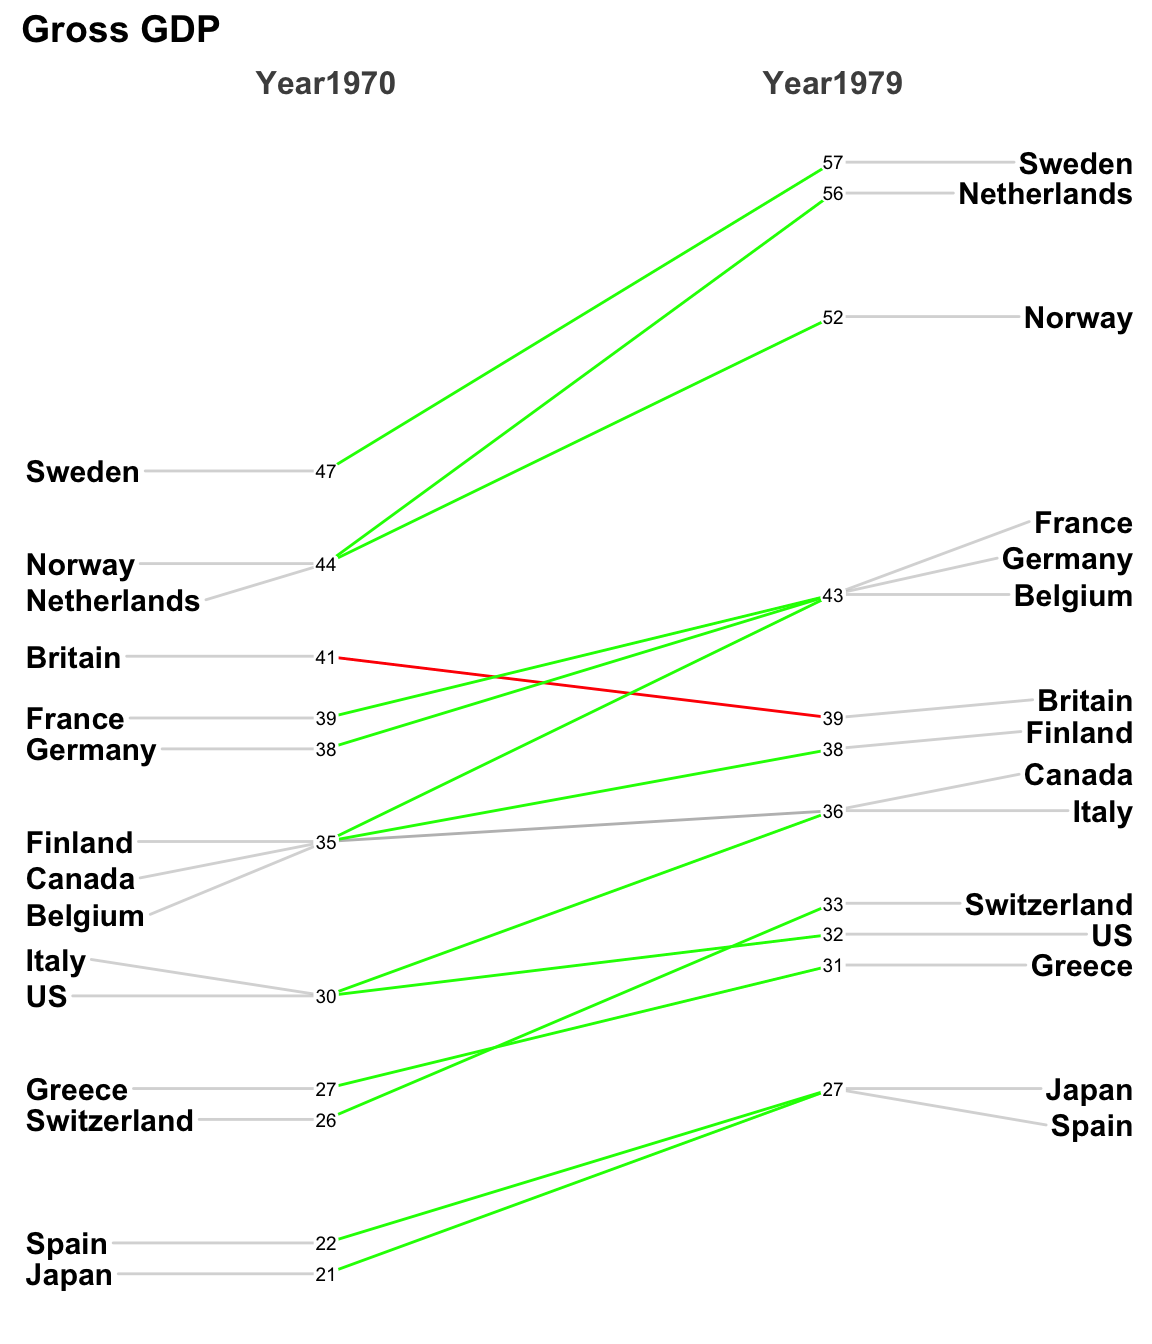 Gross GDP
Year1970 Year1979
57 Sweden
56 Netherlands
52 Norway
Sweden 47
France
Germany
Norway 44
43 Belgium
Netherlands
Britain 41
Britain
France 39 39
Finland
Germany 38 38
Canada
36 Italy
Finland 35
Canada
33 Switzerland
Belgium
32 US
Italy
31 Greece
US 30
Greece 27 27 Japan
Switzerland 26
Spain
Spain 22
Japan 21